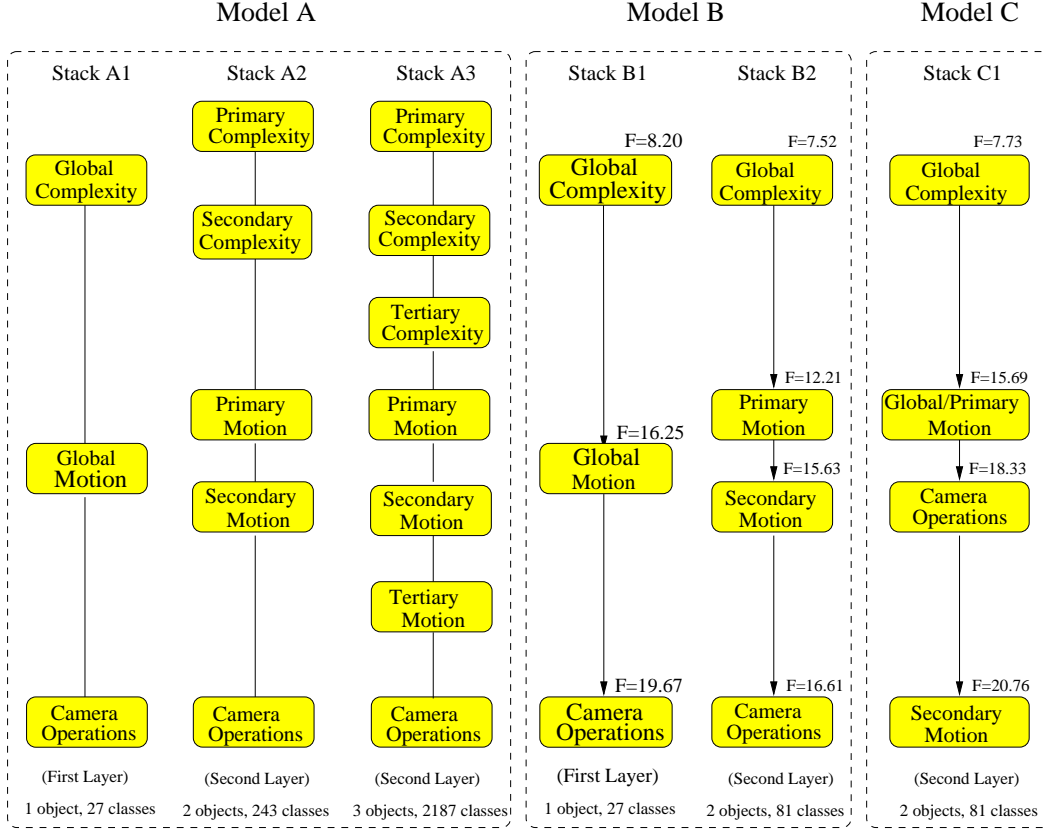 Model A
Model B
Model C
Stack A1
Stack A2
Stack A3
Stack B1
Stack B2
Stack C1
Global
Complexity
Global
Motion
Camera
Operations
(First Layer)
1 object, 27 classes
Primary
Complexity
Secondary
Complexity
Primary
Motion
Secondary
Motion
Camera
Operations
(Second Layer)
2 objects, 243 classes
Primary
Complexity
Secondary
Complexity
Tertiary
Complexity
Primary
Motion
Secondary
Motion
Tertiary
Motion
Camera
Operations
(Second Layer)
3 objects, 2187 classes
F=8.20
Global
Complexity
F=16.25
Global
Motion
F=19.67
Camera
Operations
(First Layer)
1 object, 27 classes
F=7.52
Global
Complexity
F=12.21
Primary
Motion
F=15.63
Secondary
Motion
F=16.61
Camera
Operations
(Second Layer)
2 objects, 81 classes
F=7.73
Global
Complexity
F=15.69
Global/Primary
Motion
F=18.33
Camera
Operations
F=20.76
Secondary
Motion
(Second Layer)
2 objects, 81 classes